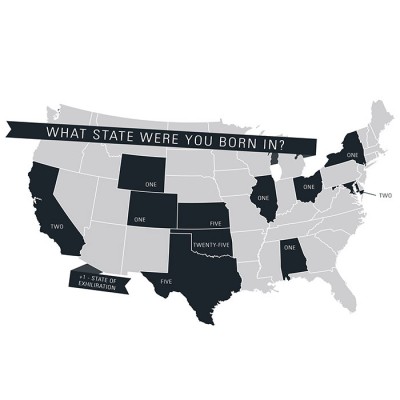 WHAT STATE WERE YOU BORN IN?
ONE
ONE
ONE
ONE
ONE
TWO
ONE
FIVE
TWO
TWENTY-FIVE
ONE
FIVE
+1 - STATE OF
EXHILIRATION